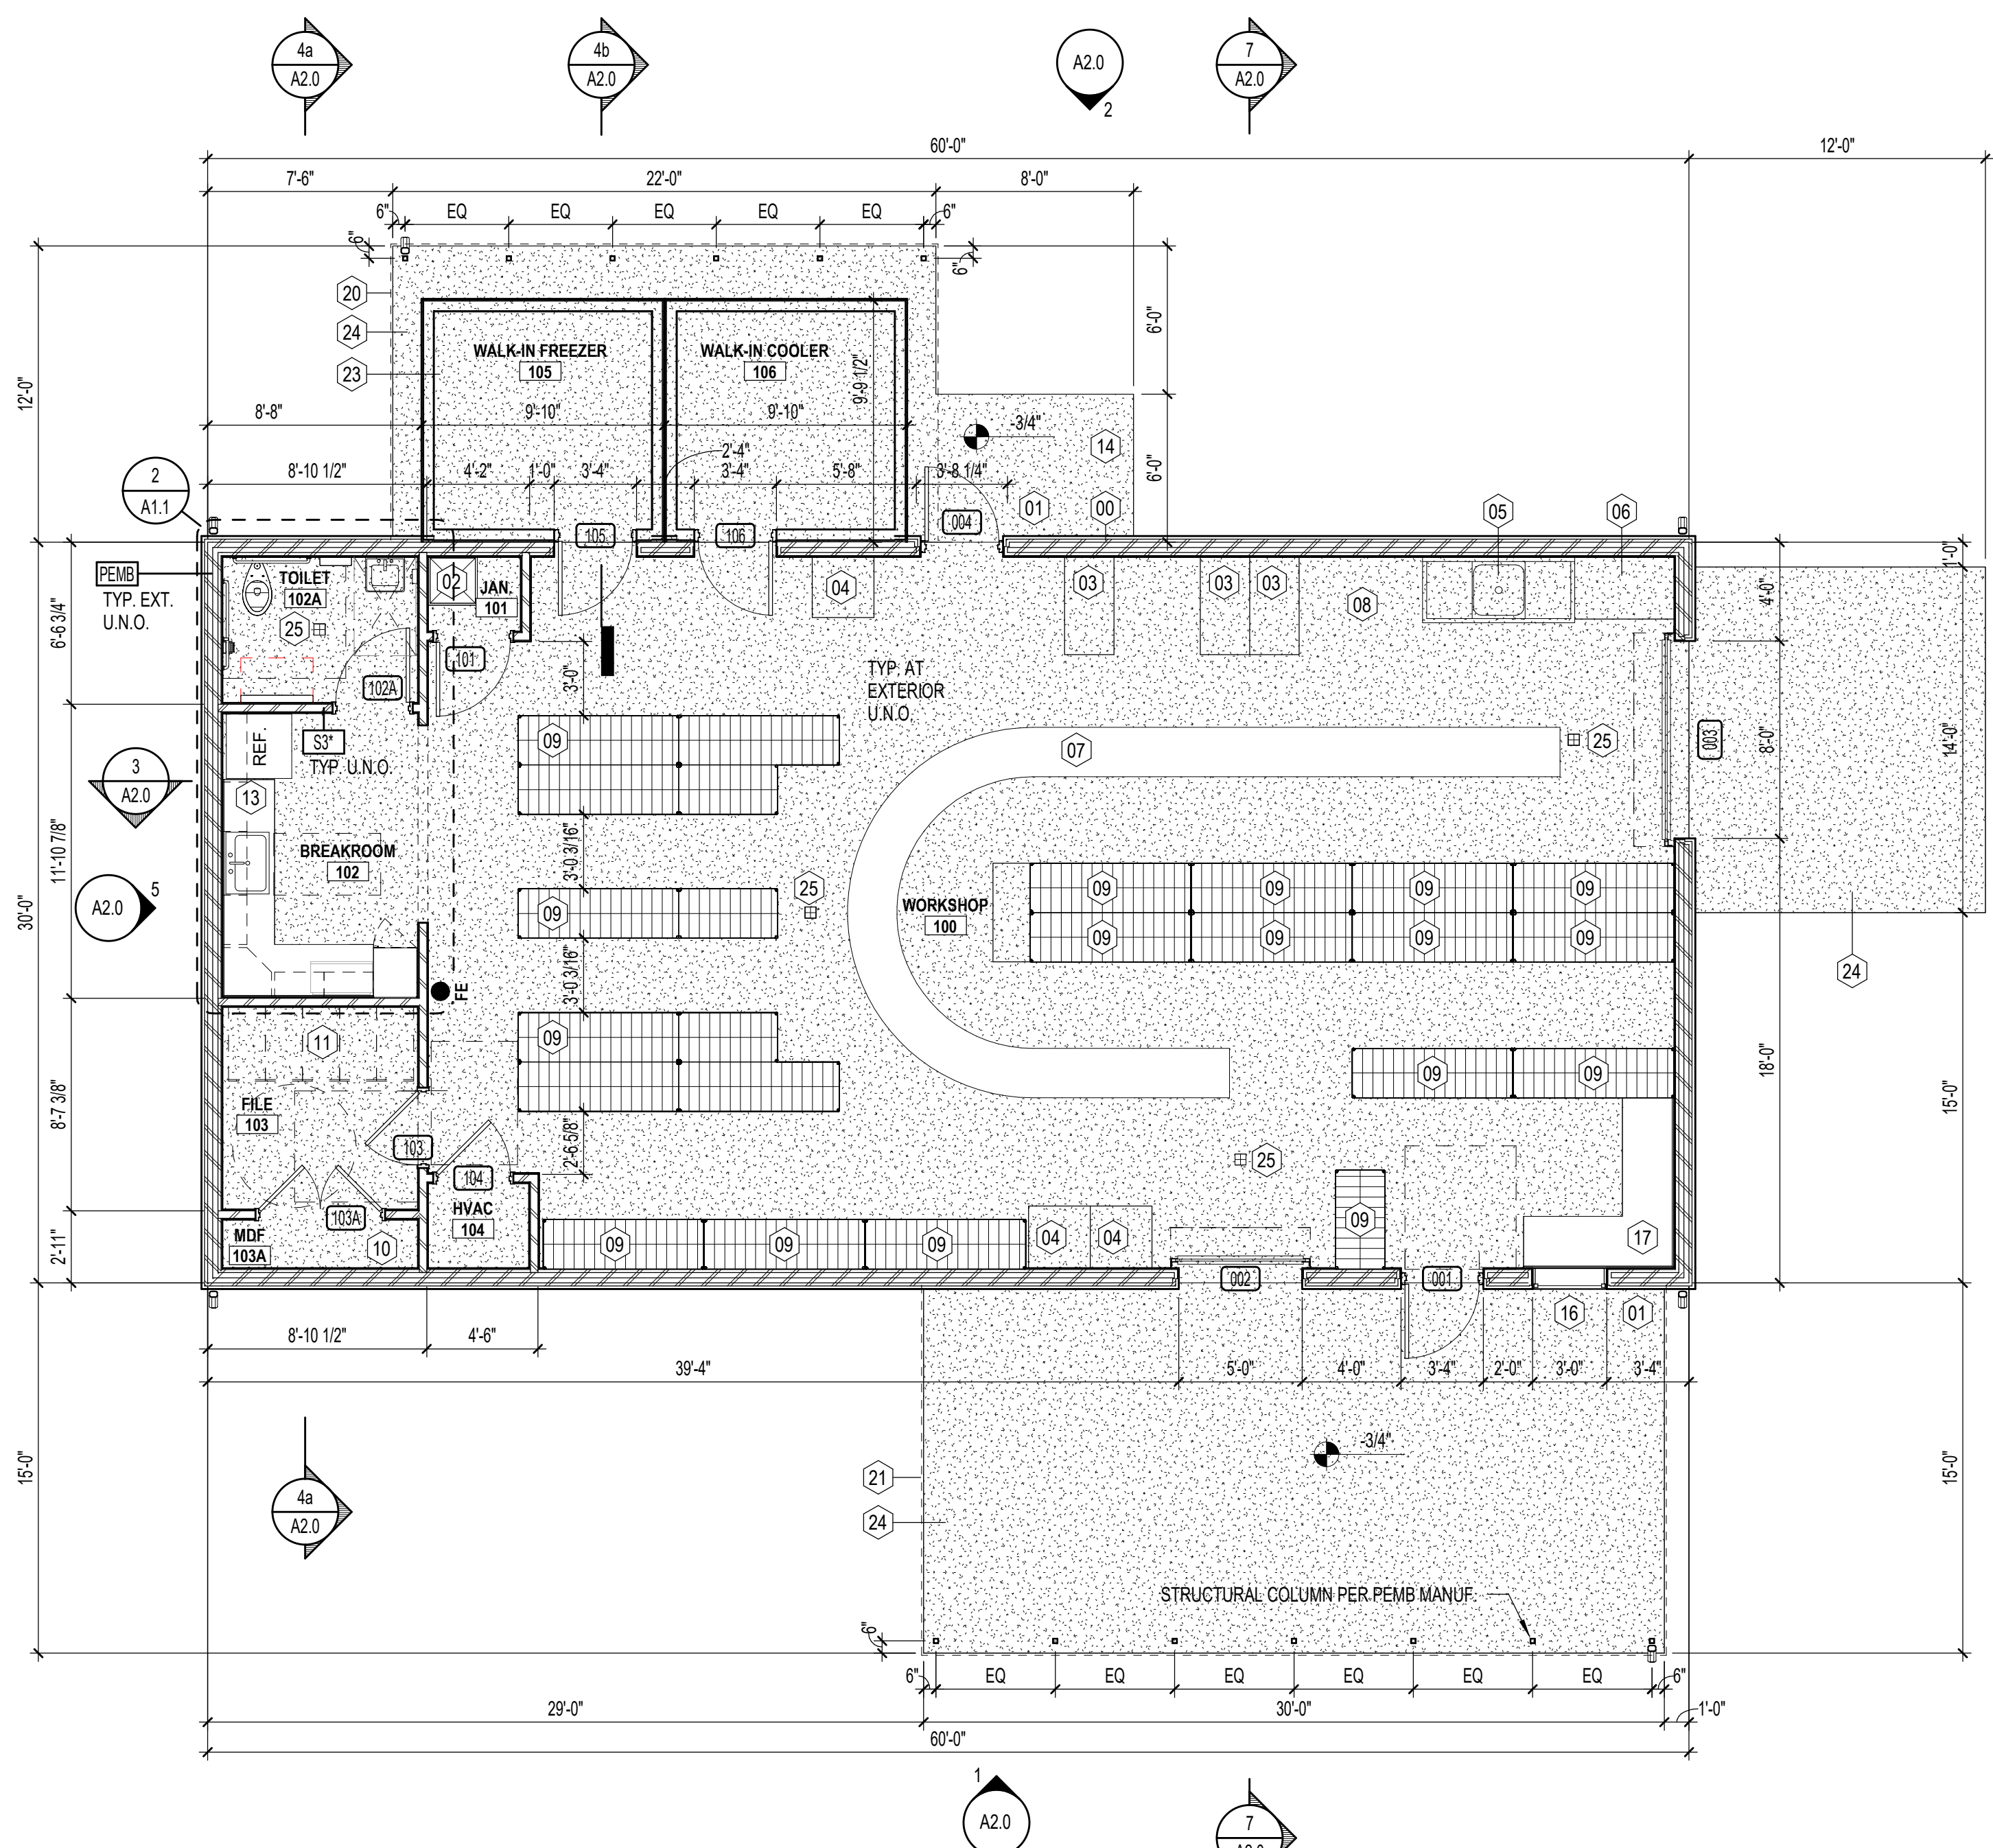 4a
A2.0
4b
A2.0
A2.0
2
7
A2.0
60'-0"
12'-0"
7'-6"
22'-0"
8'-0"
6"
EQ
EQ
EQ
EQ
EQ
6"
6"
6"
20
24
23
WALK-IN FREEZER
105
WALK-IN COOLER
106
9'-9 1/2"
6'-0"
12'-0"
8'-8"
9'-10"
9'-10"
-3/4"
14
2'-4"
8'-10 1/2"
4'-2"
1'-0"
3'-4"
3'-4"
5'-8"
3'-8 1/4"
6'-0"
2
A1.1
01
00
05
06
105
106
004
PEMB
TYP. EXT.
U.N.O.
TOILET
102A
02
JAN.
101
04
03
03
03
08
1'-0"
4'-0"
6'-6 3/4"
25
101
102A
3'-0"
TYP. AT
EXTERIOR
U.N.O.
REF.
S3*
TYP. U.N.O.
09
07
25
003
8'-0"
14'-0"
3
A2.0
13
11'-10 7/8"
BREAKROOM
102
3'-0 3/16"
A2.0
5
30'-0"
09
25
WORKSHOP
100
09
09
09
09
09
09
09
09
24
3'-0 3/16"
FE
09
11
18'-0"
15'-0"
8'-7 3/8"
FILE
103
103
09
09
2'-6 5/8"
104
HVAC
104
25
103A
MDF
103A
10
2'-11"
09
09
09
04
04
09
17
002
001
16
01
8'-10 1/2"
4'-6"
39'-4"
5'-0"
4'-0"
3'-4"
2'-0"
3'-0"
3'-4"
15'-0"
4a
A2.0
21
24
-3/4"
15'-0"
STRUCTURAL COLUMN PER PEMB MANUF.
6"
6"
EQ
EQ
EQ
EQ
EQ
EQ
6"
29'-0"
30'-0"
1'-0"
60'-0"
1
A2.0
7